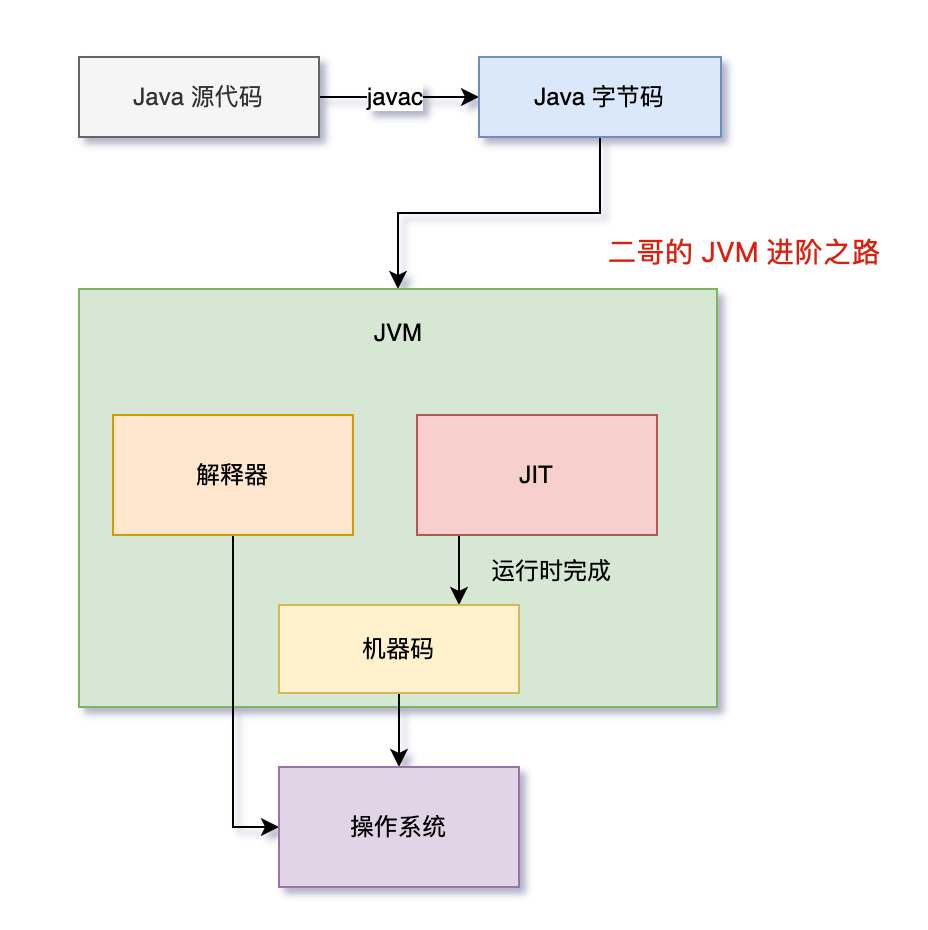 Java 源代码
javac
Java 字节码
二哥的 JVM 进阶之路
JVM
解释器
JIT
运行时完成
机器码
操作系统